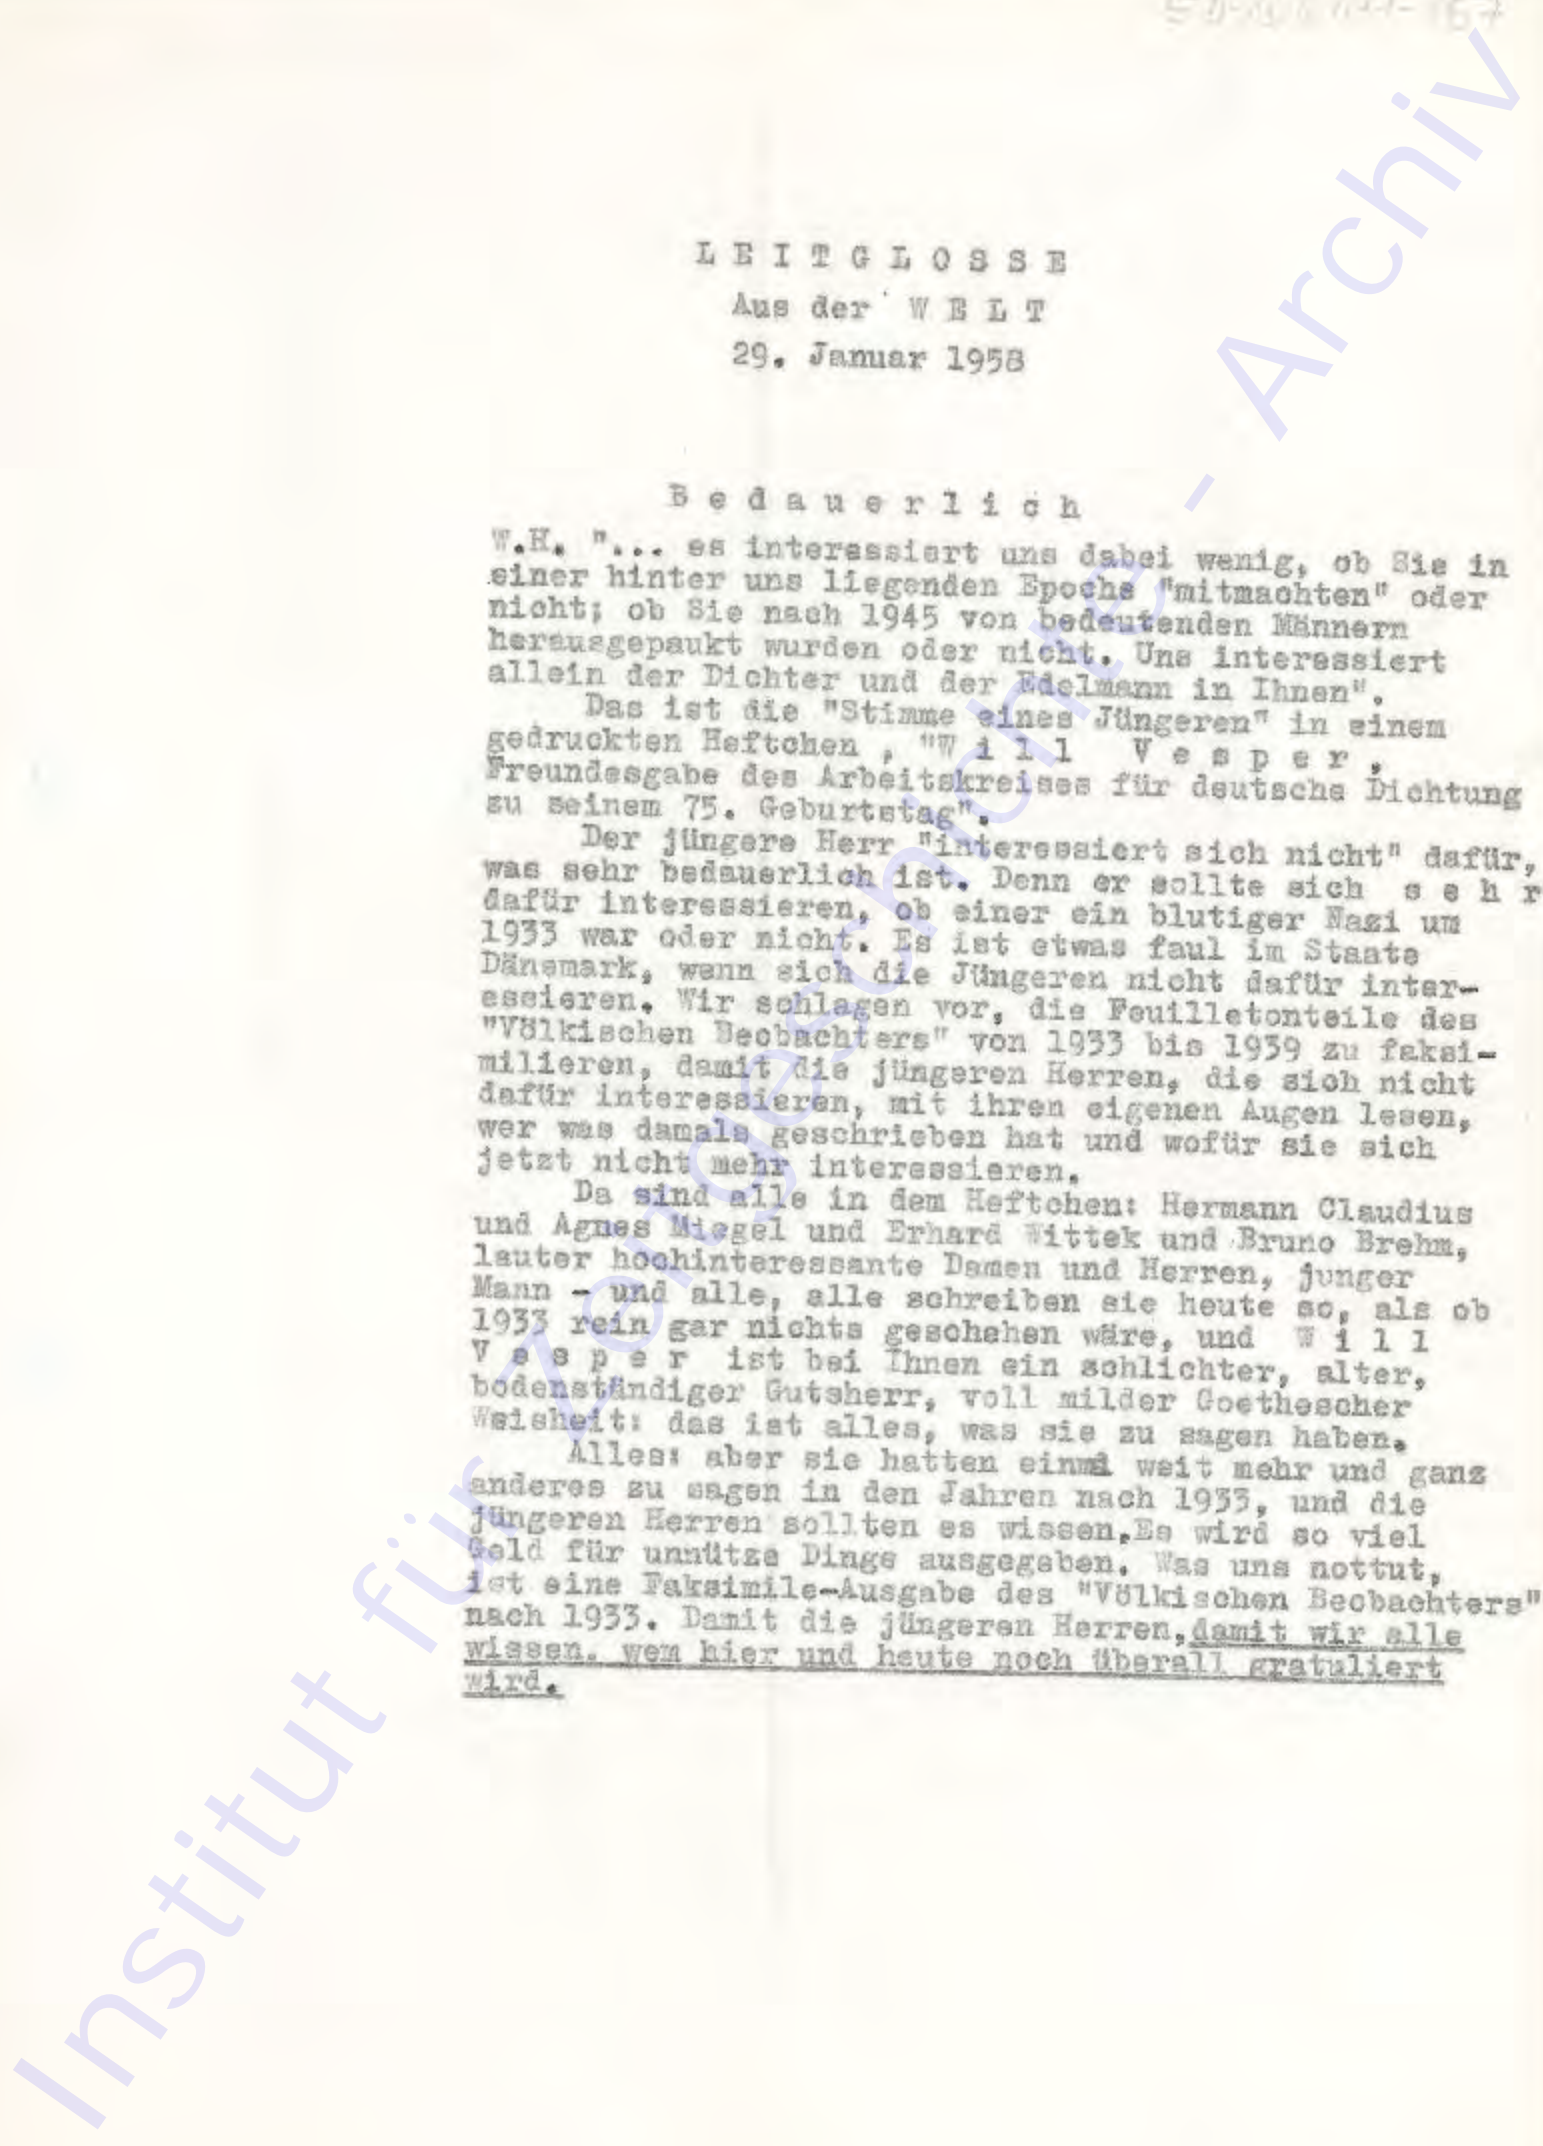 L E I T G L O S S E
Aus der W E L T
29. Januar 1958
B e d a u e r l i c h
W.H. "... es interessiert uns dabei wenig, ob Sie in
einer hinter uns liegenden Epoche "mitmachten" oder
nicht; ob Sie nach 1945 von bedeutenden Männern
herausgepaukt wurden oder nicht. Uns interessiert
allein der Dichter und der Edelmann in Ihnen".
Das ist die "Stimme eines Jüngeren" in einem
gedruckten Heftchen , "W i l l   V e s p e r ,
Freundesgabe des Arbeitskreises für deutsche Dichtung
zu seinem 75. Geburtstag".
Der jüngere Herr "interessiert sich nicht" dafür,
was sehr bedauerlich ist. Denn er sollte sich s e h r
dafür interessieren, ob einer ein blutiger Nazi um
1933 war oder nicht. Es ist etwas faul im Staate
Dänemark, wenn sich die Jüngeren nicht dafür inter-
essieren. Wir schlagen vor, die Feuilletonteile des
"Völkischen Beobachters" von 1933 bis 1939 zu faksi-
milieren, damit die jüngeren Herren, die sich nicht
dafür interessieren, mit ihren eigenen Augen lesen,
wer was damals geschrieben hat und wofür sie sich
jetzt nicht mehr interessieren.
Da sind alle in dem Heftchen: Hermann Claudius
und Agnes Miegel und Erhard Wittek und Bruno Brehm,
lauter hochinteressante Damen und Herren, junger
Mann - und alle, alle schreiben sie heute so, als ob
1933 rein gar nichts geschehen wäre, und W i l l
V e s p e r ist bei Ihnen ein schlichter, alter,
bodenständiger Gutsherr, voll milder Goethescher
Weisheit: das ist alles, was sie zu sagen haben.
Alles: aber sie hatten einmal weit mehr und ganz
anderes zu sagen in den Jahren nach 1933, und die
jüngeren Herren sollten es wissen.Es wird so viel
Geld für unnütze Dinge ausgegeben. Was uns nottut,
ist eine Faksimile-Ausgabe des "Völkischen Beobachters"
nach 1933. Damit die jüngeren Herren,damit wir alle
wissen. wem hier und heute noch überall gratuliert
wird.
Institut für Zeitgeschichte - Archiv